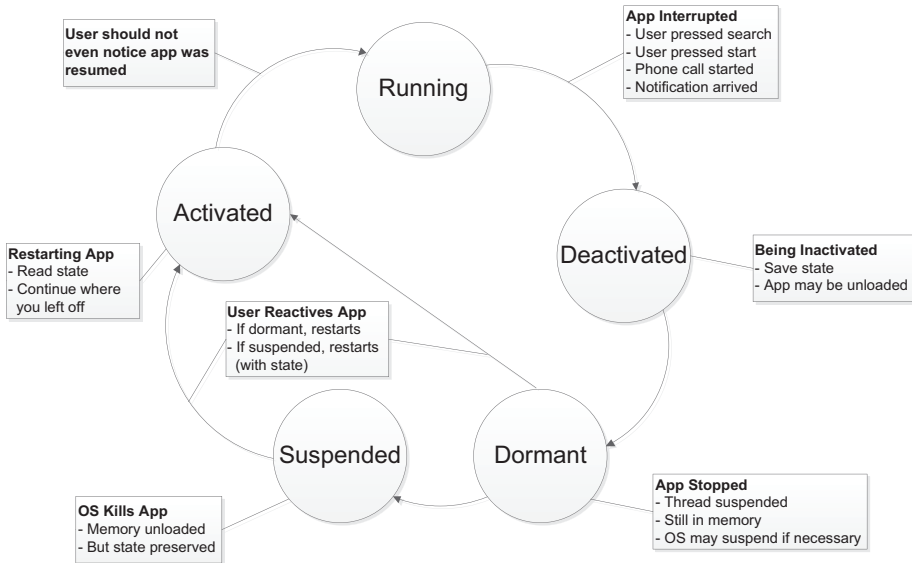 User should not
even notice app was
resumed
Running
App Interrupted
- User pressed search
- User pressed start
- Phone call started
- Notification arrived
Activated
Deactivated
Being Inactivated
- Save state
- App may be unloaded
Restarting App
- Read state
- Continue where
you left off
User Reactives App
- If dormant, restarts
- If suspended, restarts
(with state)
Suspended
Dormant
OS Kills App
- Memory unloaded
- But state preserved
App Stopped
- Thread suspended
- Still in memory
- OS may suspend if necessary